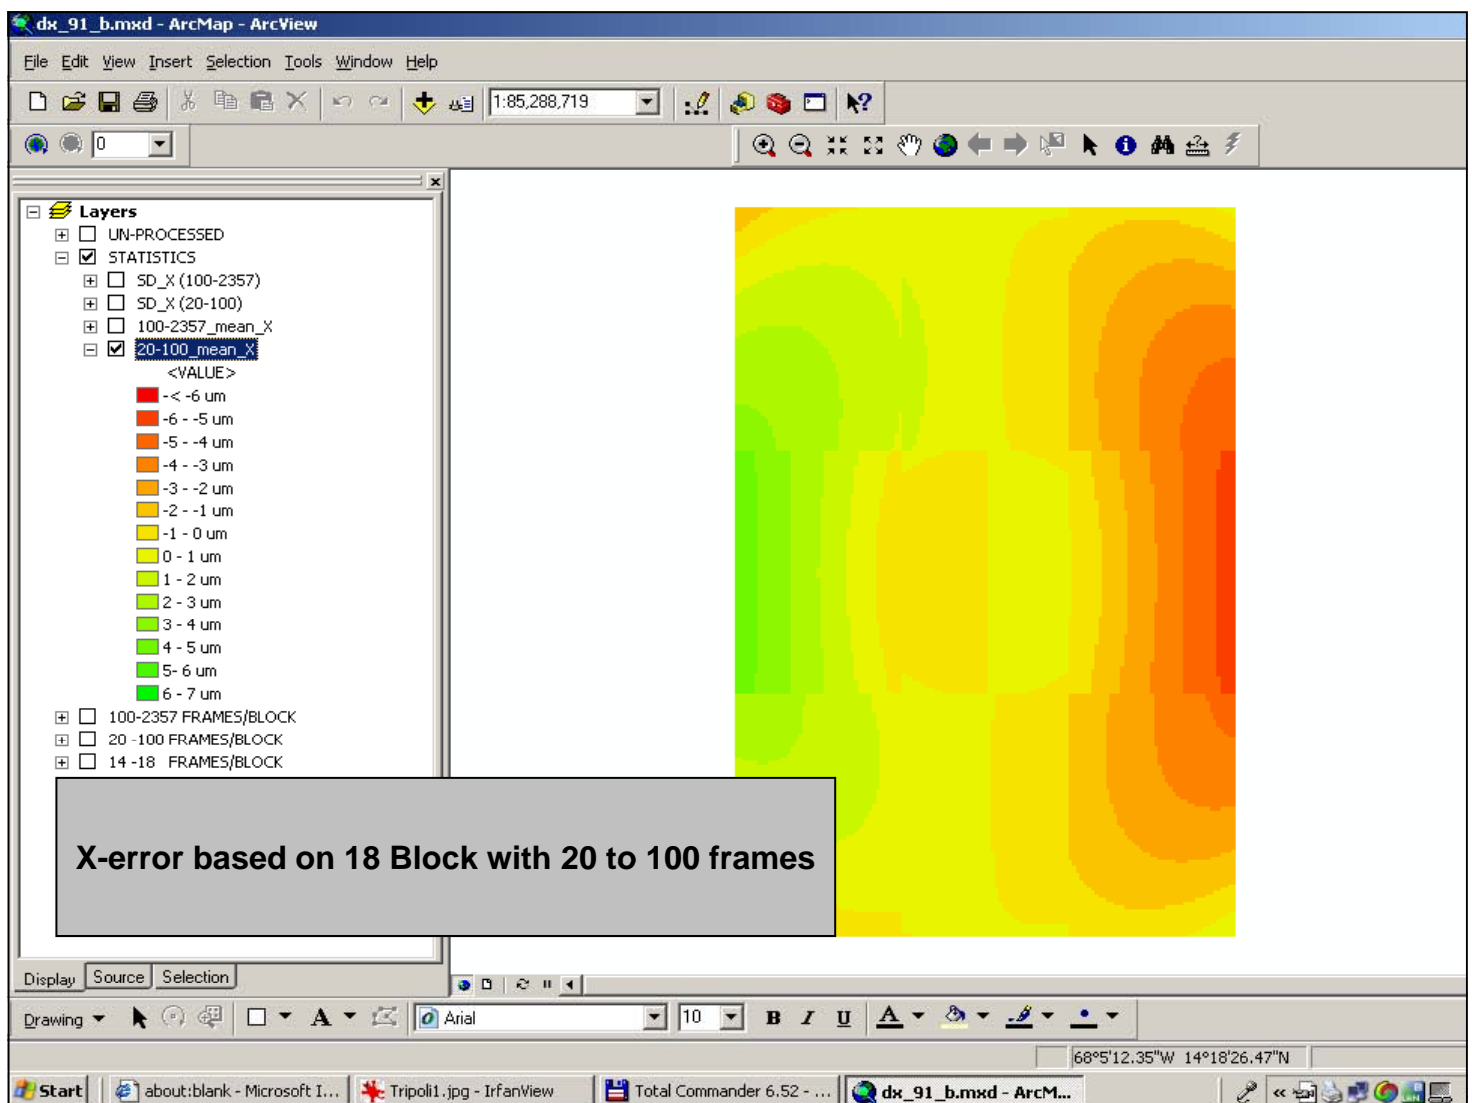 dx_91_b.mxd - ArcMap - ArcView
File Edit View Insert Selection Tools Window Help
1:85,288,719
0
Layers
UN-PROCESSED
STATISTICS
SD_X (100-2357)
SD_X (20-100)
100-2357_mean_X
20-100_mean_X
<VALUE>
-< -6 um
-6 - -5 um
-5 - -4 um
-4 - -3 um
-3 - -2 um
-2 - -1 um
-1 - 0 um
0 - 1 um
1 - 2 um
2 - 3 um
3 - 4 um
4 - 5 um
5- 6 um
6 - 7 um
100-2357 FRAMES/BLOCK
20 -100 FRAMES/BLOCK
14 -18 FRAMES/BLOCK
X-error based on 18 Block with 20 to 100 frames
Display Source Selection
Drawing A Arial 10 B I U A
68°5'12.35"W 14°18'26.47"N
Start about:blank - Microsoft I... Tripoli1.jpg - IrfanView Total Commander 6.52 - ... dx_91_b.mxd - ArcM... «